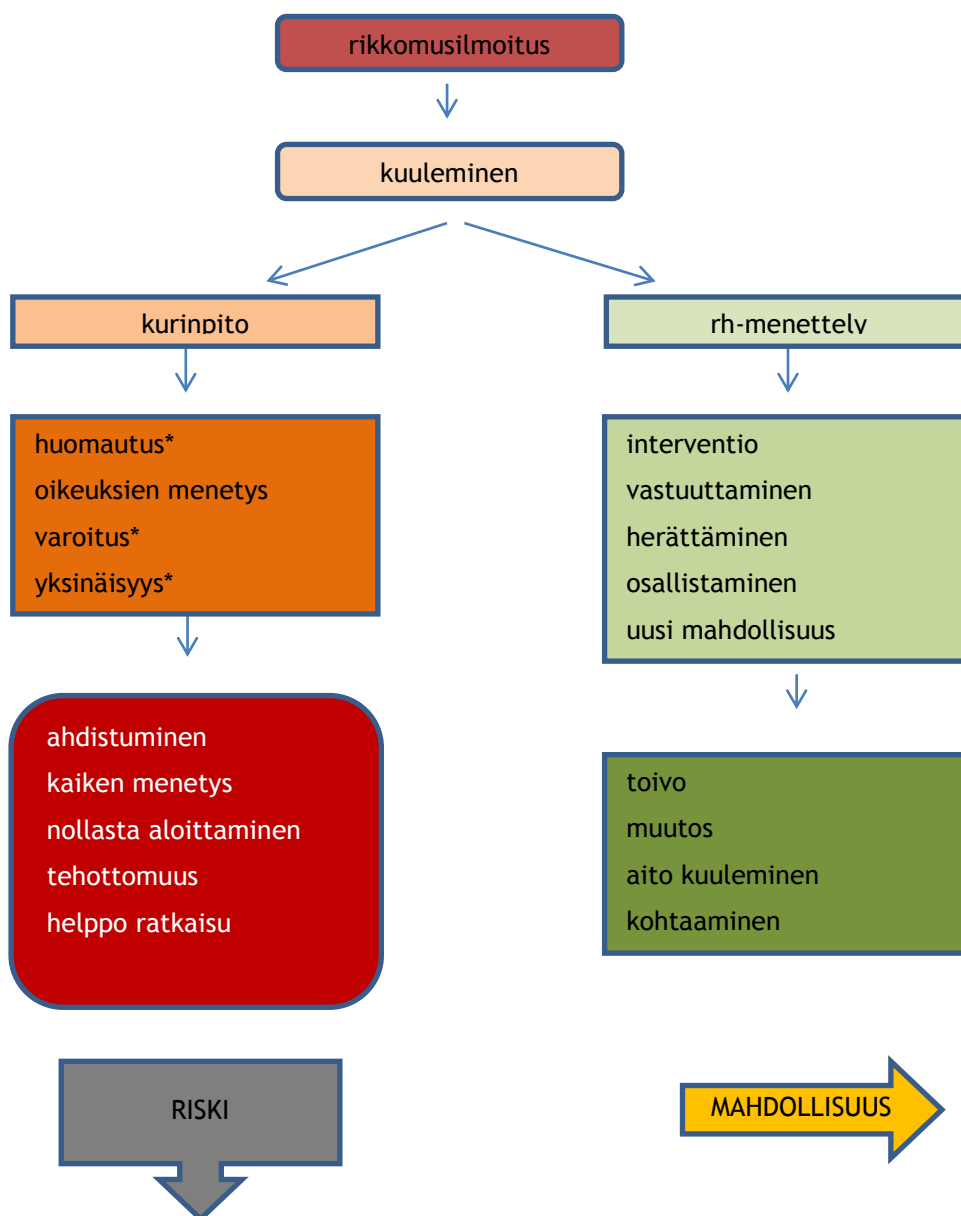 rikkomusilmoitus
kuuleminen
kurinpito
rh-menettely
huomautus*
oikeuksien menetys
varoitus*
yksinäisyys*
interventio
vastuuttaminen
herättäminen
osallistaminen
uusi mahdollisuus
ahdistuminen
kaiken menetys
nollasta aloittaminen
tehottomuus
helppo ratkaisu
toivo
muutos
aito kuuleminen
kohtaaminen
RISKI
MAHDOLLISUUS